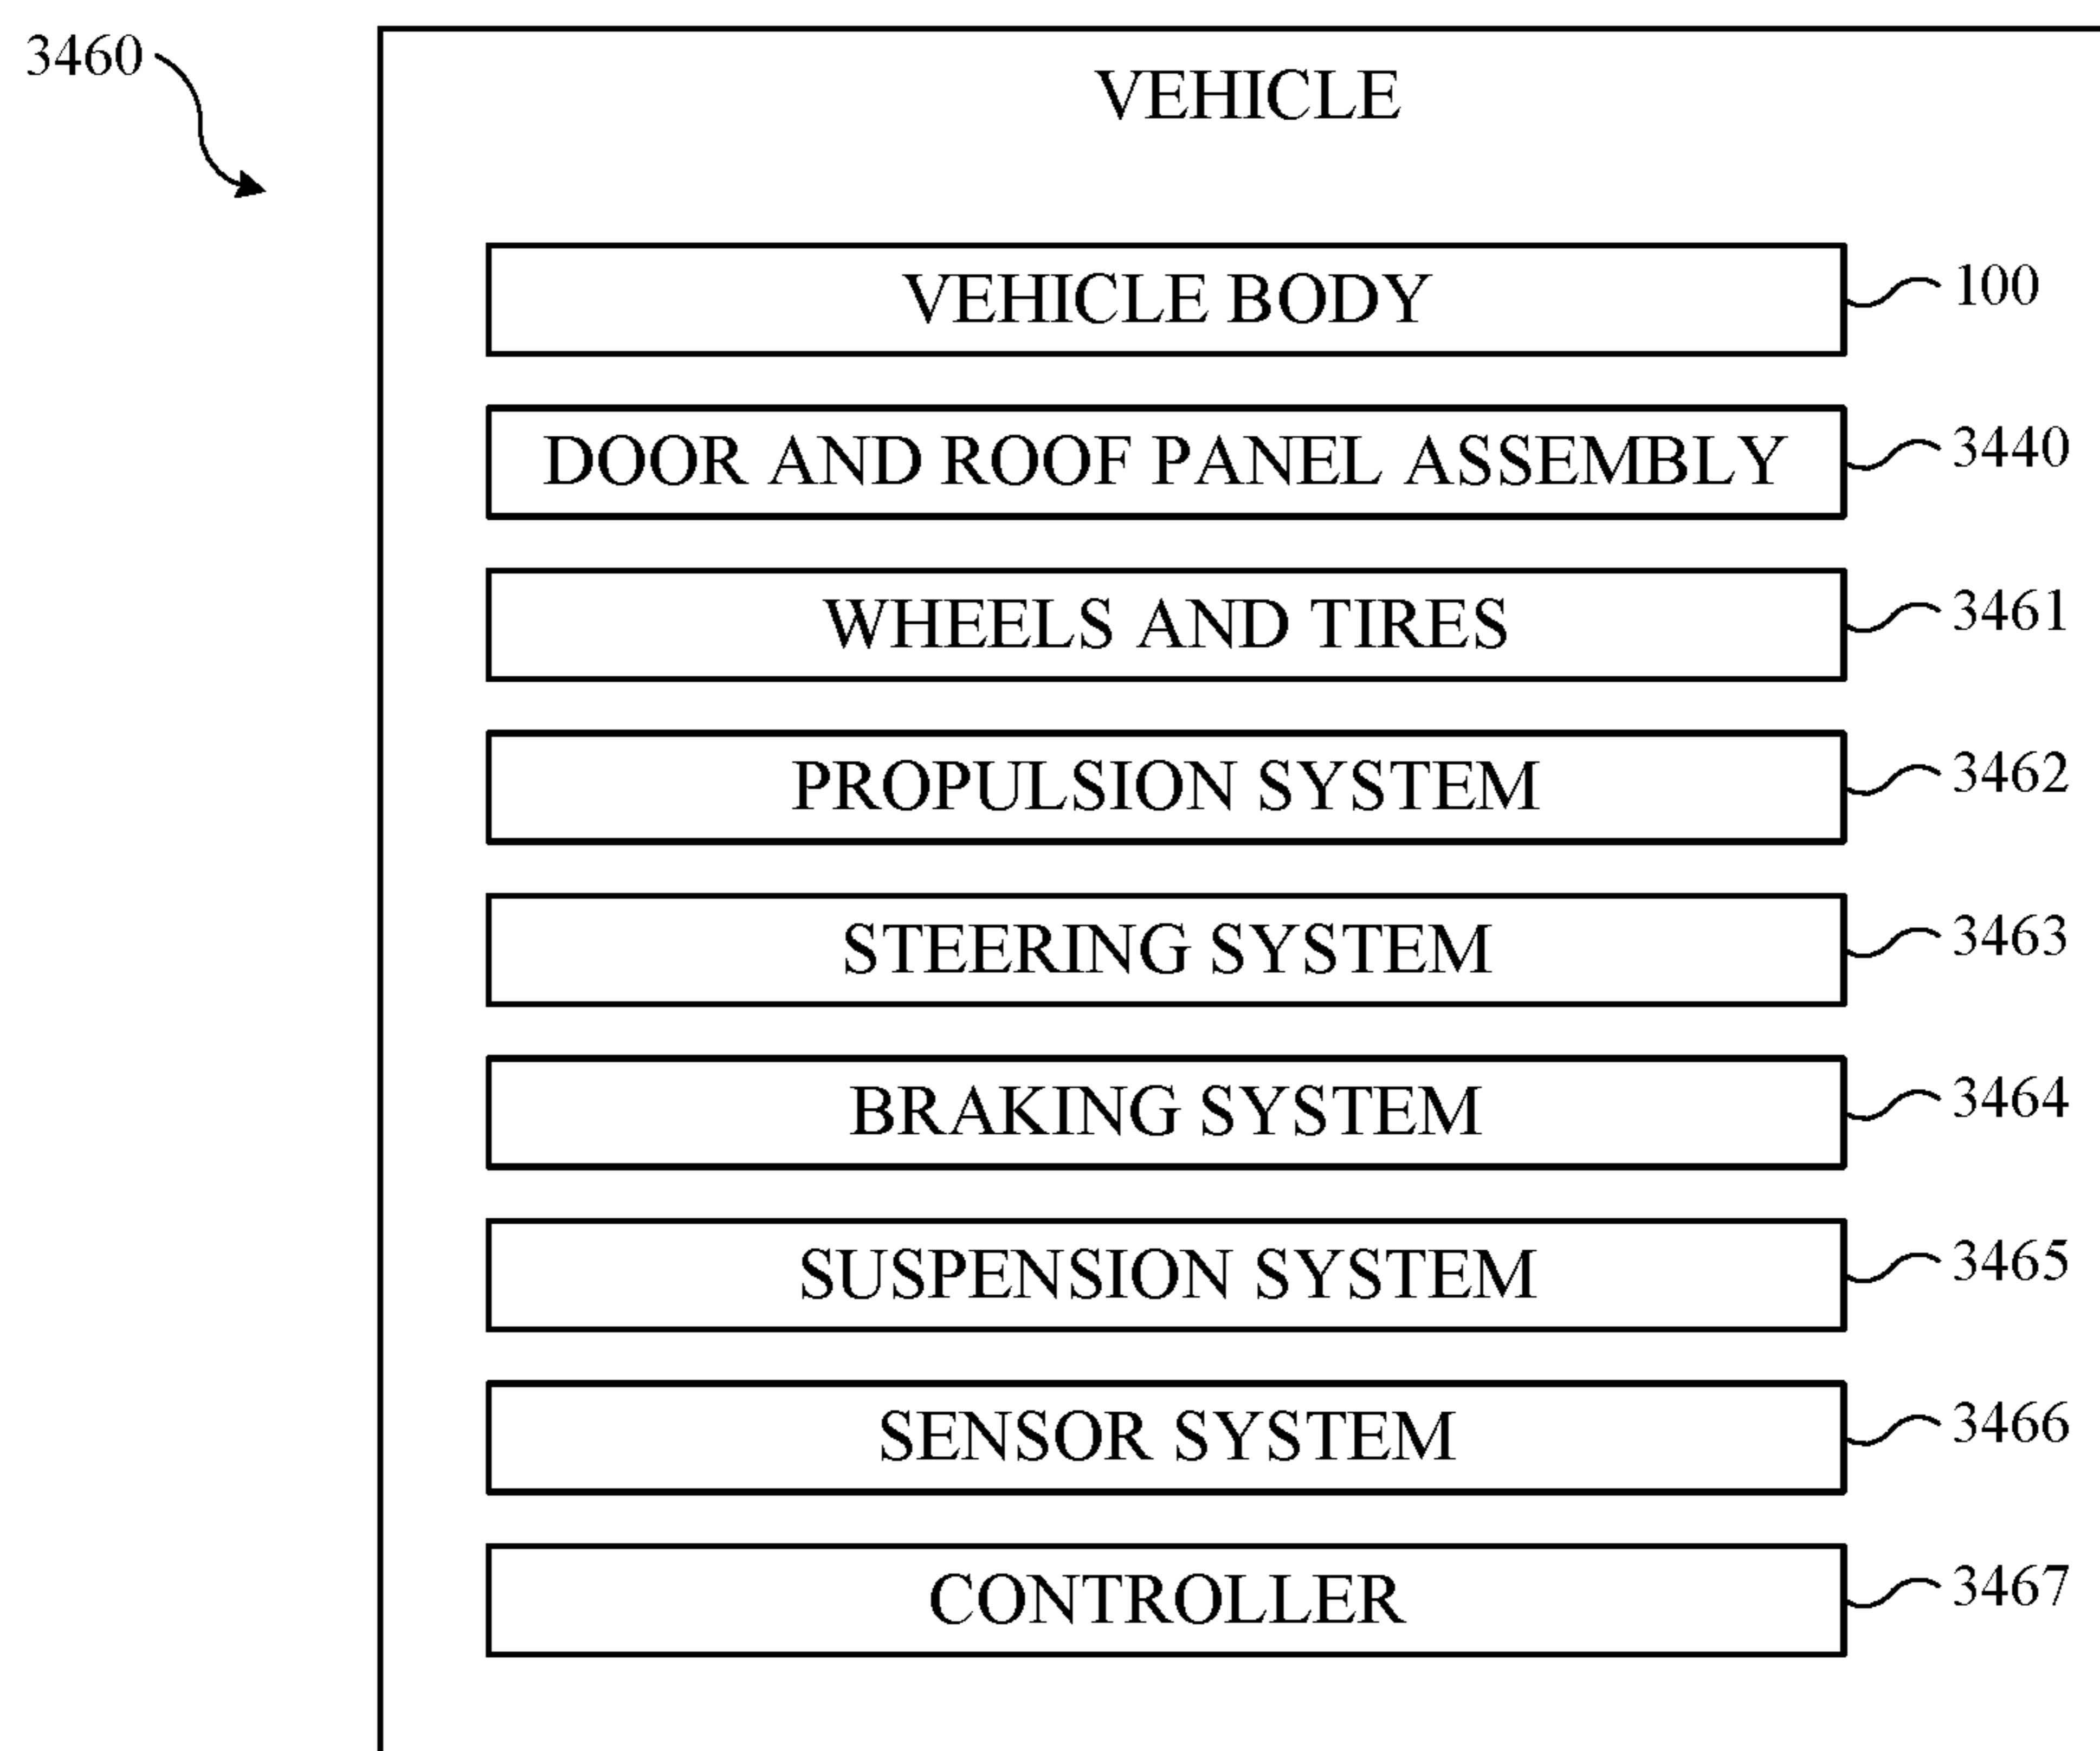 3460
VEHICLE
VEHICLE BODY 100
DOOR AND ROOF PANEL ASSEMBLY 3440
WHEELS AND TIRES 3461
PROPULSION SYSTEM 3462
STEERING SYSTEM 3463
BRAKING SYSTEM 3464
SUSPENSION SYSTEM 3465
SENSOR SYSTEM 3466
CONTROLLER 3467